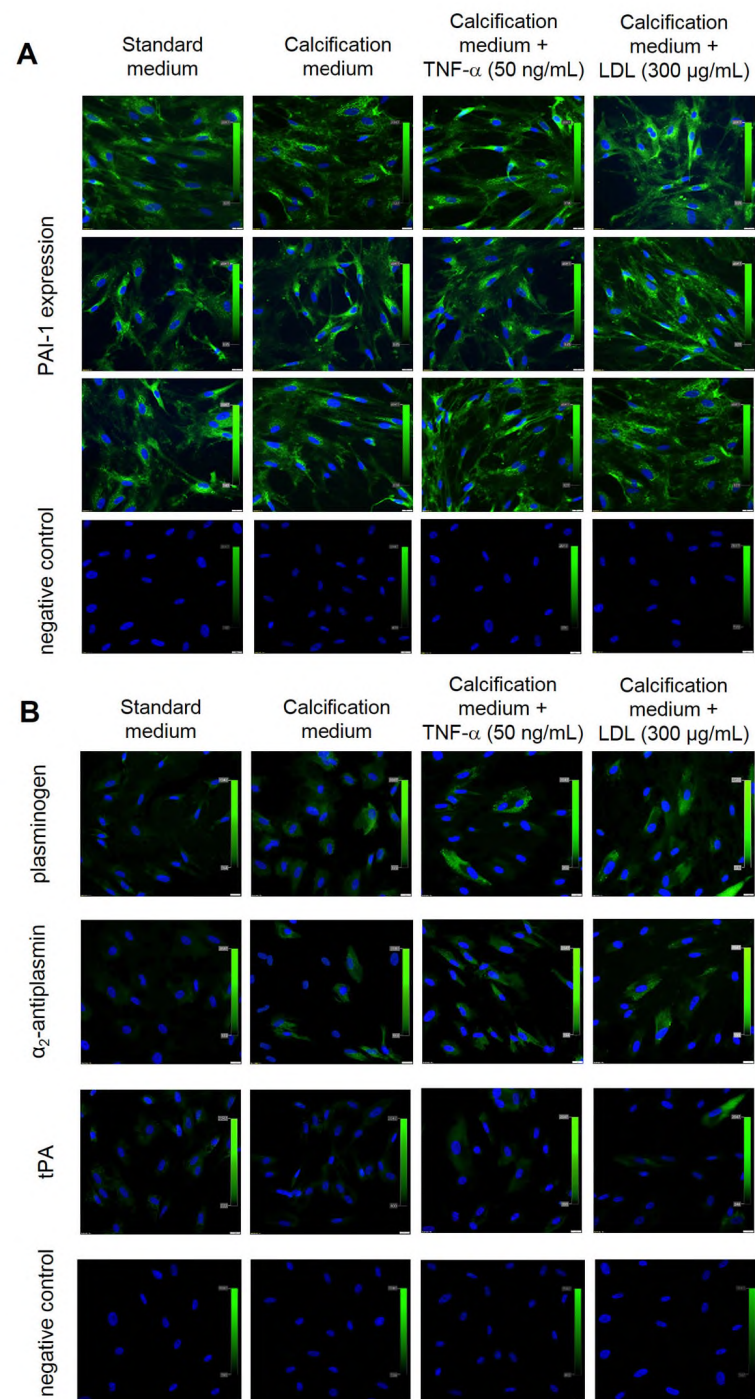 A
Standard
medium
Calcification
medium
Calcification
medium +
TNF-α (50 ng/mL)
Calcification
medium +
LDL (300 µg/mL)
PAI-1 expression
negative control
B
Standard
medium
Calcification
medium
Calcification
medium +
TNF-α (50 ng/mL)
Calcification
medium +
LDL (300 µg/mL)
plasminogen
α₂-antiplasmin
tPA
negative control